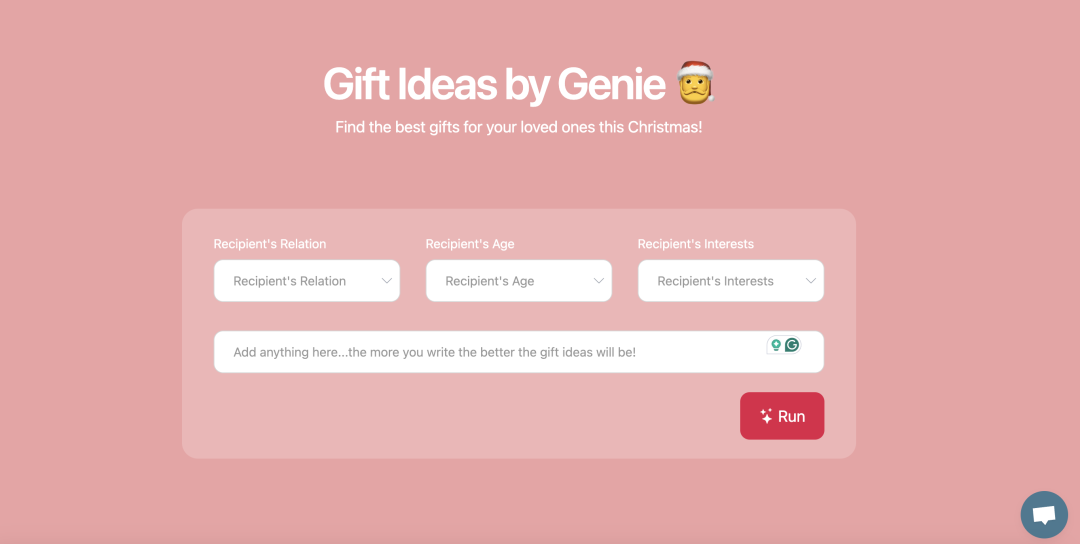 Gift Ideas by Genie 🎅
Find the best gifts for your loved ones this Christmas!
Recipient's Relation
Recipient's Age
Recipient's Interests
Recipient's Relation
Recipient's Age
Recipient's Interests
Add anything here...the more you write the better the gift ideas will be!
Run